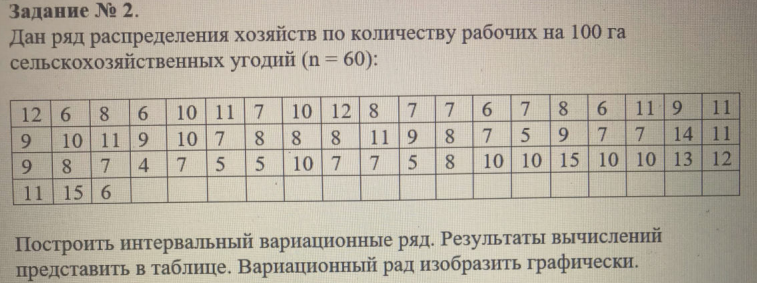 Задание № 2.
Дан ряд распределения хозяйств по количеству рабочих на 100 га
сельскохозяйственных угодий (n = 60):
12 6 8 6 10 11 7 10 12 8 7 7 6 7 8 6 11 9 11
9 10 11 9 10 7 8 8 8 11 9 8 7 5 9 7 7 14 11
9 8 7 4 7 5 5 10 7 7 5 8 10 10 15 10 10 13 12
11 15 6
Построить интервальный вариационные ряд. Результаты вычислений
представить в таблице. Вариационный рад изобразить графически.